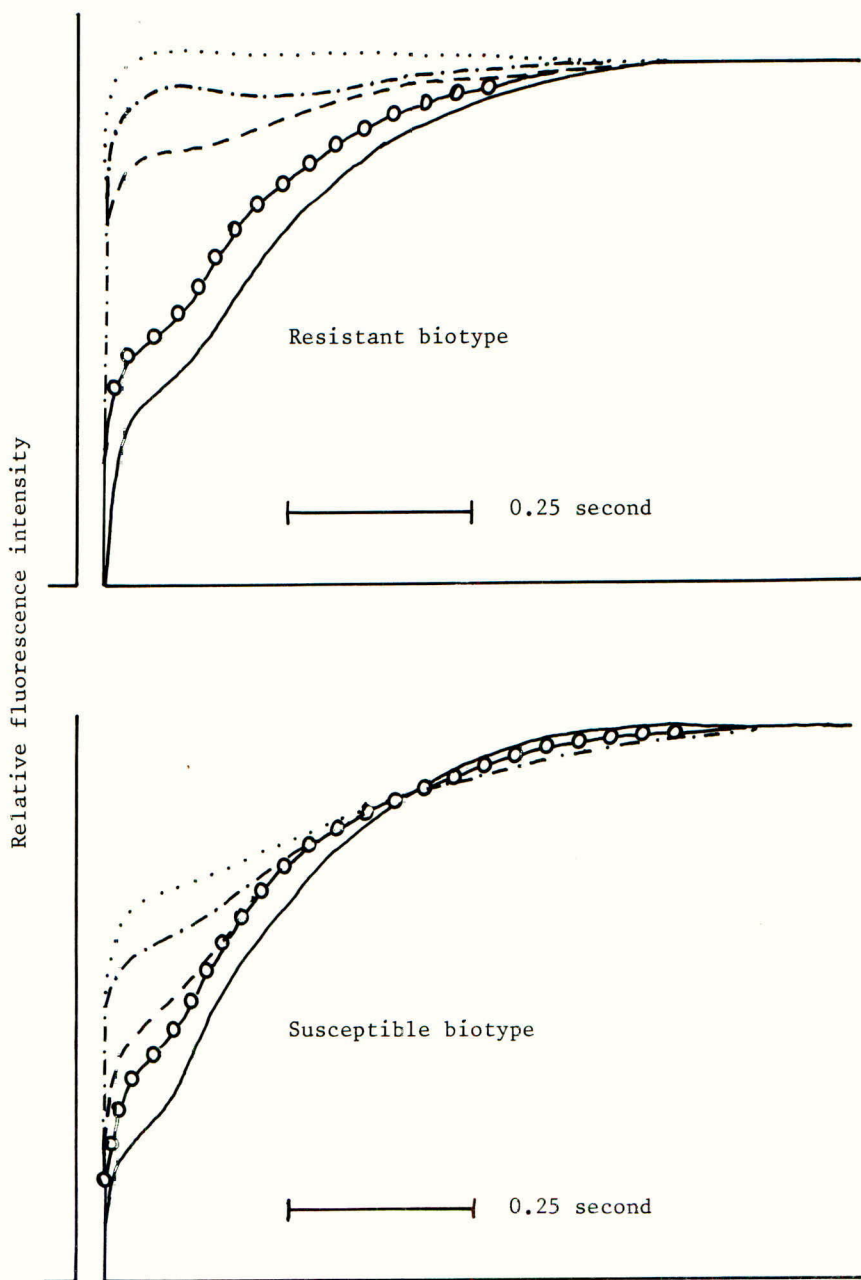 Relative fluorescence intensity
Resistant biotype
0.25 second
Susceptible biotype
0.25 second